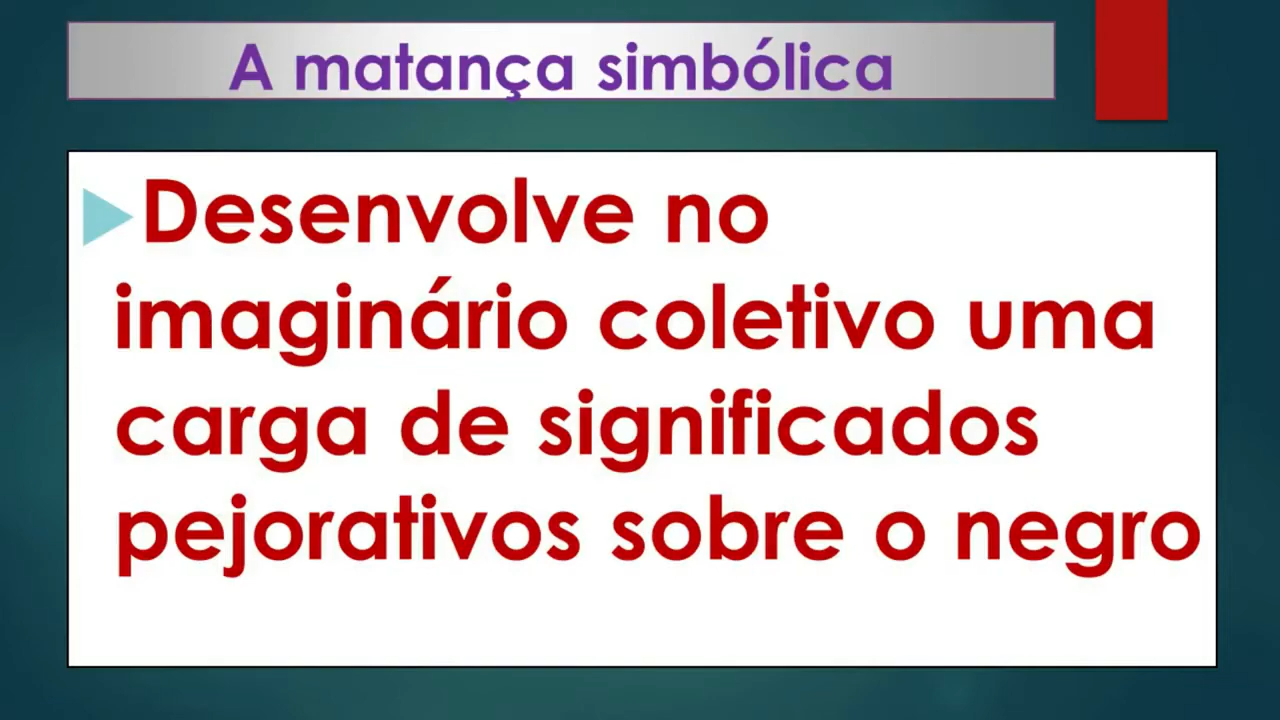 A matança simbólica
Desenvolve no
imaginário coletivo uma
carga de significados
pejorativos sobre o negro